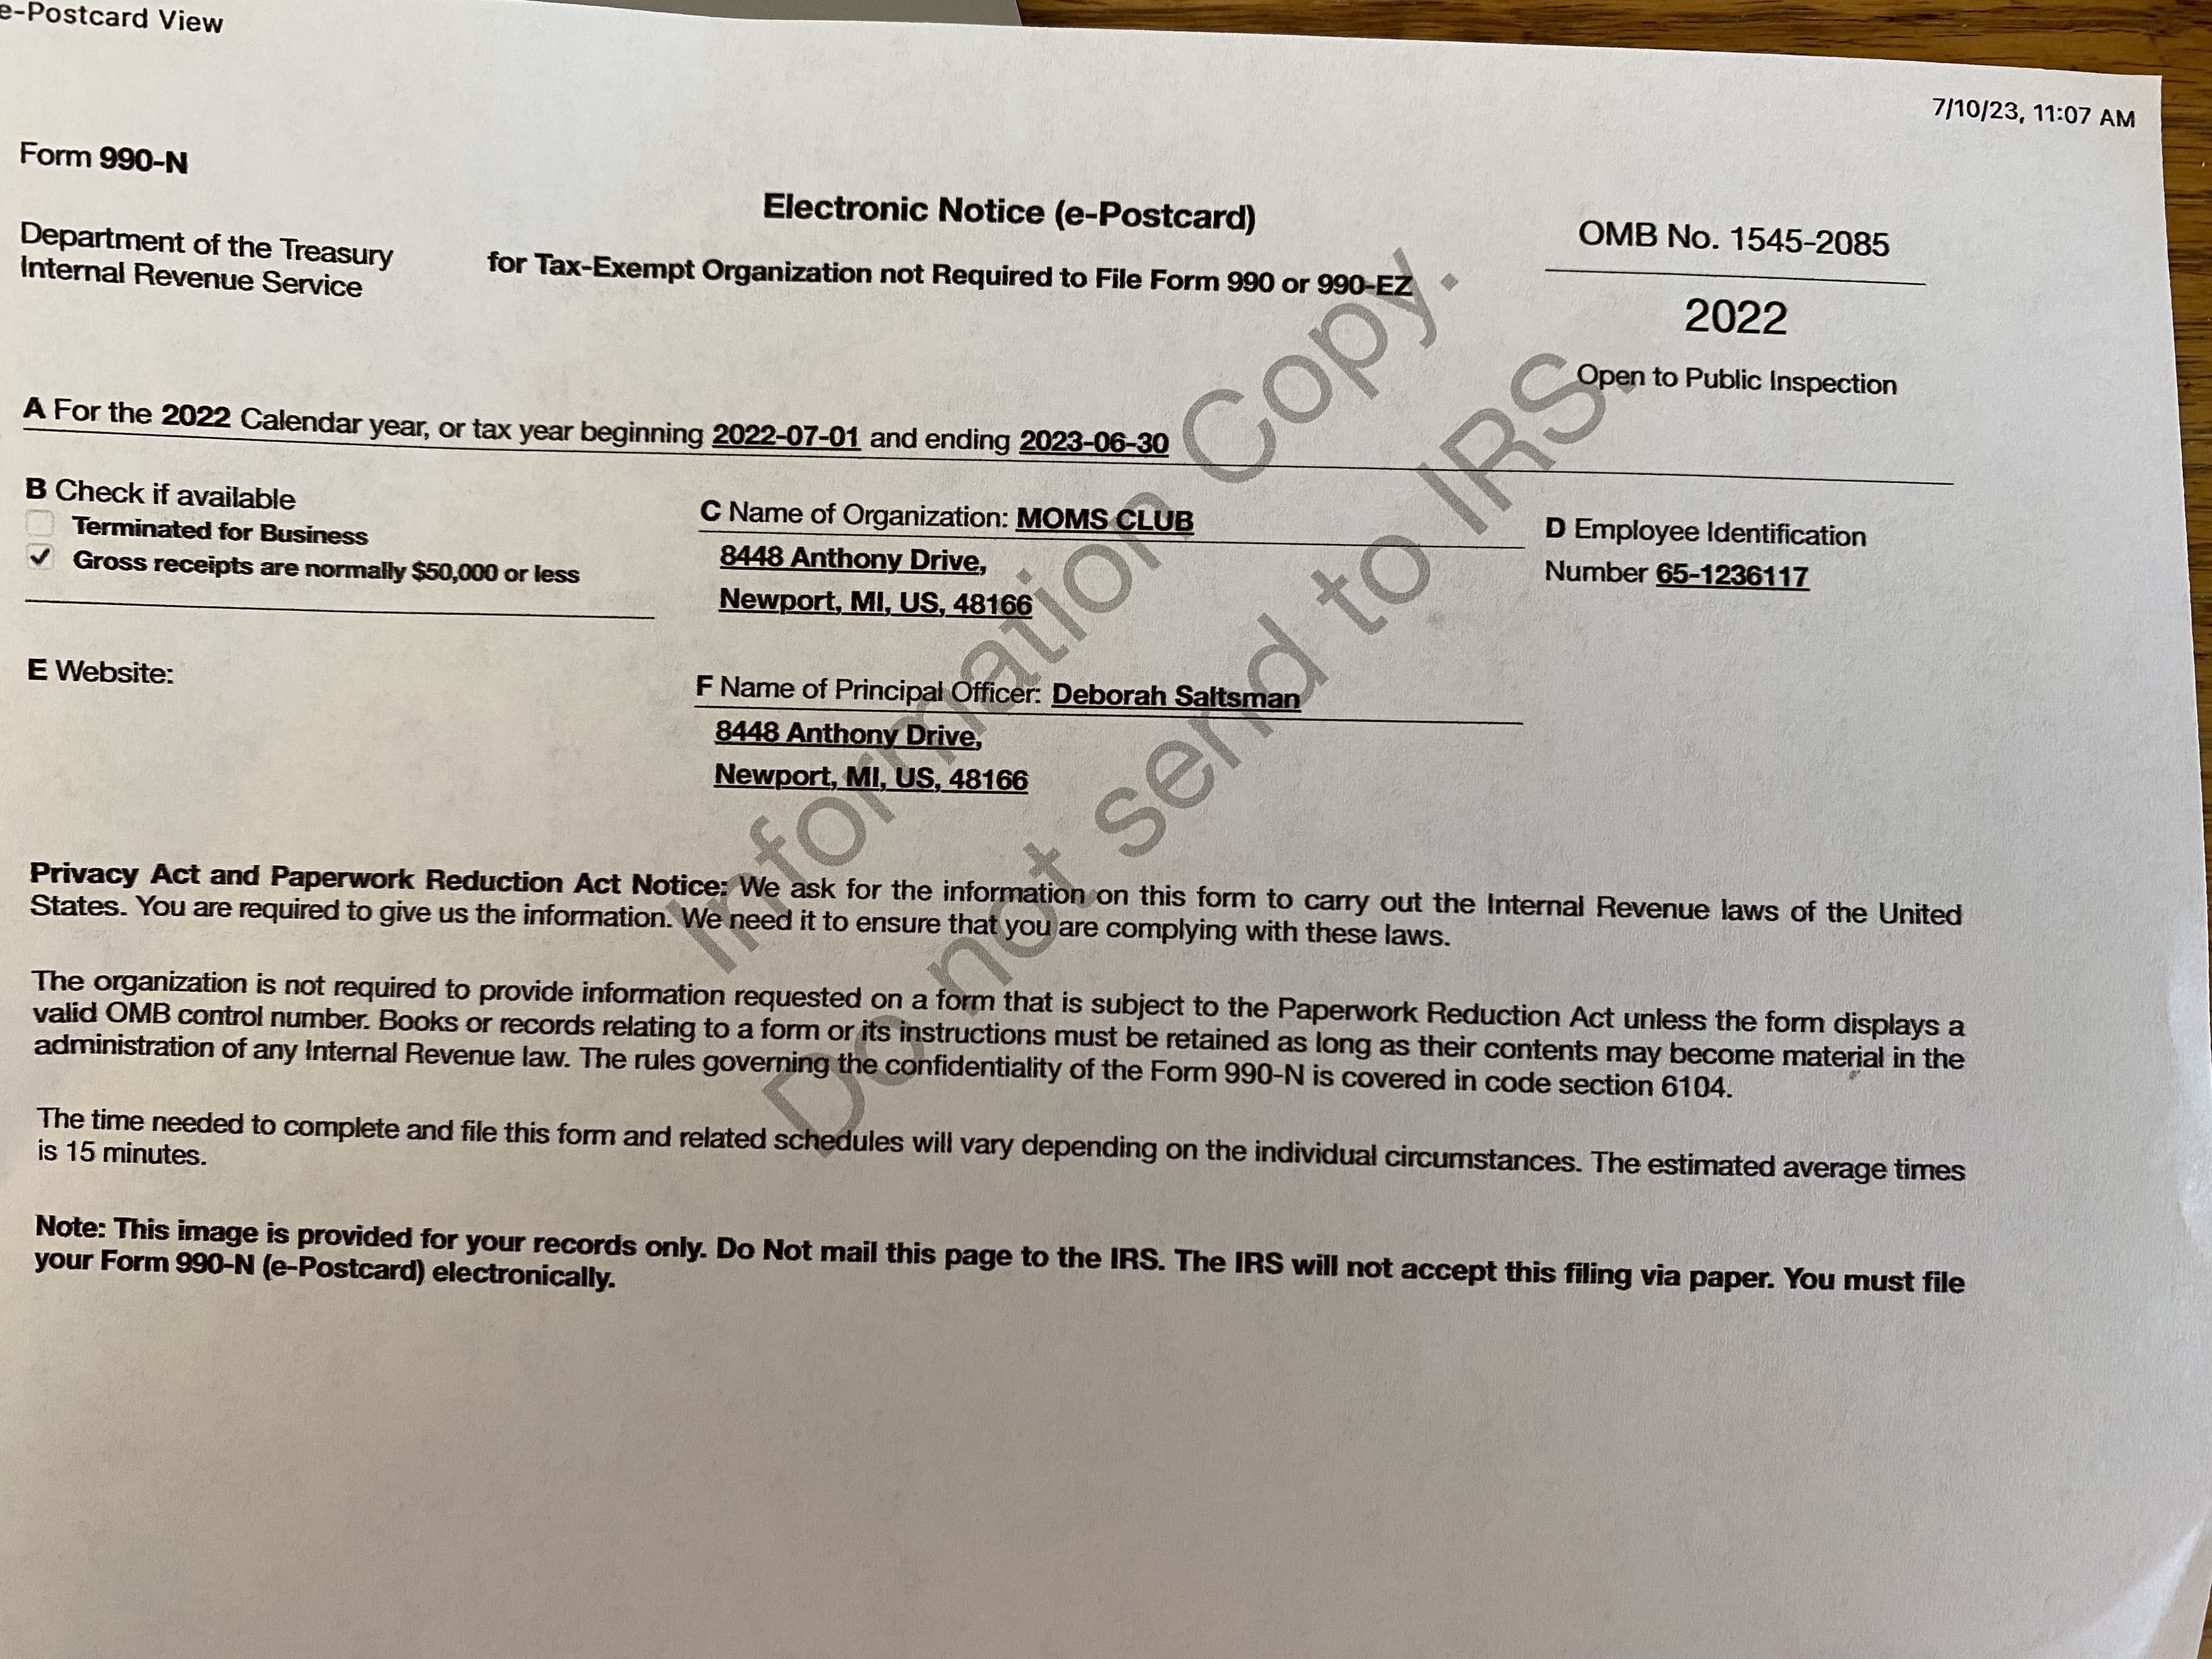 e-Postcard View
7/10/23, 11:07 AM
Form 990-N
Electronic Notice (e-Postcard)
OMB No. 1545-2085
Department of the Treasury
Internal Revenue Service
for Tax-Exempt Organization not Required to File Form 990 or 990-EZ
2022
Open to Public Inspection
A For the 2022 Calendar year, or tax year beginning 2022-07-01 and ending 2023-06-30
B Check if available
Terminated for Business
✓ Gross receipts are normally $50,000 or less
C Name of Organization: MOMS CLUB
8448 Anthony Drive,
Newport, MI, US, 48166
D Employee Identification
Number 65-1236117
E Website:
F Name of Principal Officer: Deborah Saltsman
8448 Anthony Drive,
Newport, MI, US, 48166
Privacy Act and Paperwork Reduction Act Notice: We ask for the information on this form to carry out the Internal Revenue laws of the United
States. You are required to give us the information. We need it to ensure that you are complying with these laws.
The organization is not required to provide information requested on a form that is subject to the Paperwork Reduction Act unless the form displays a
valid OMB control number. Books or records relating to a form or its instructions must be retained as long as their contents may become material in the
administration of any Internal Revenue law. The rules governing the confidentiality of the Form 990-N is covered in code section 6104.
The time needed to complete and file this form and related schedules will vary depending on the individual circumstances. The estimated average times
is 15 minutes.
Note: This image is provided for your records only. Do Not mail this page to the IRS. The IRS will not accept this filing via paper. You must file
your Form 990-N (e-Postcard) electronically.
Information Copy.
Do not send to IRS.